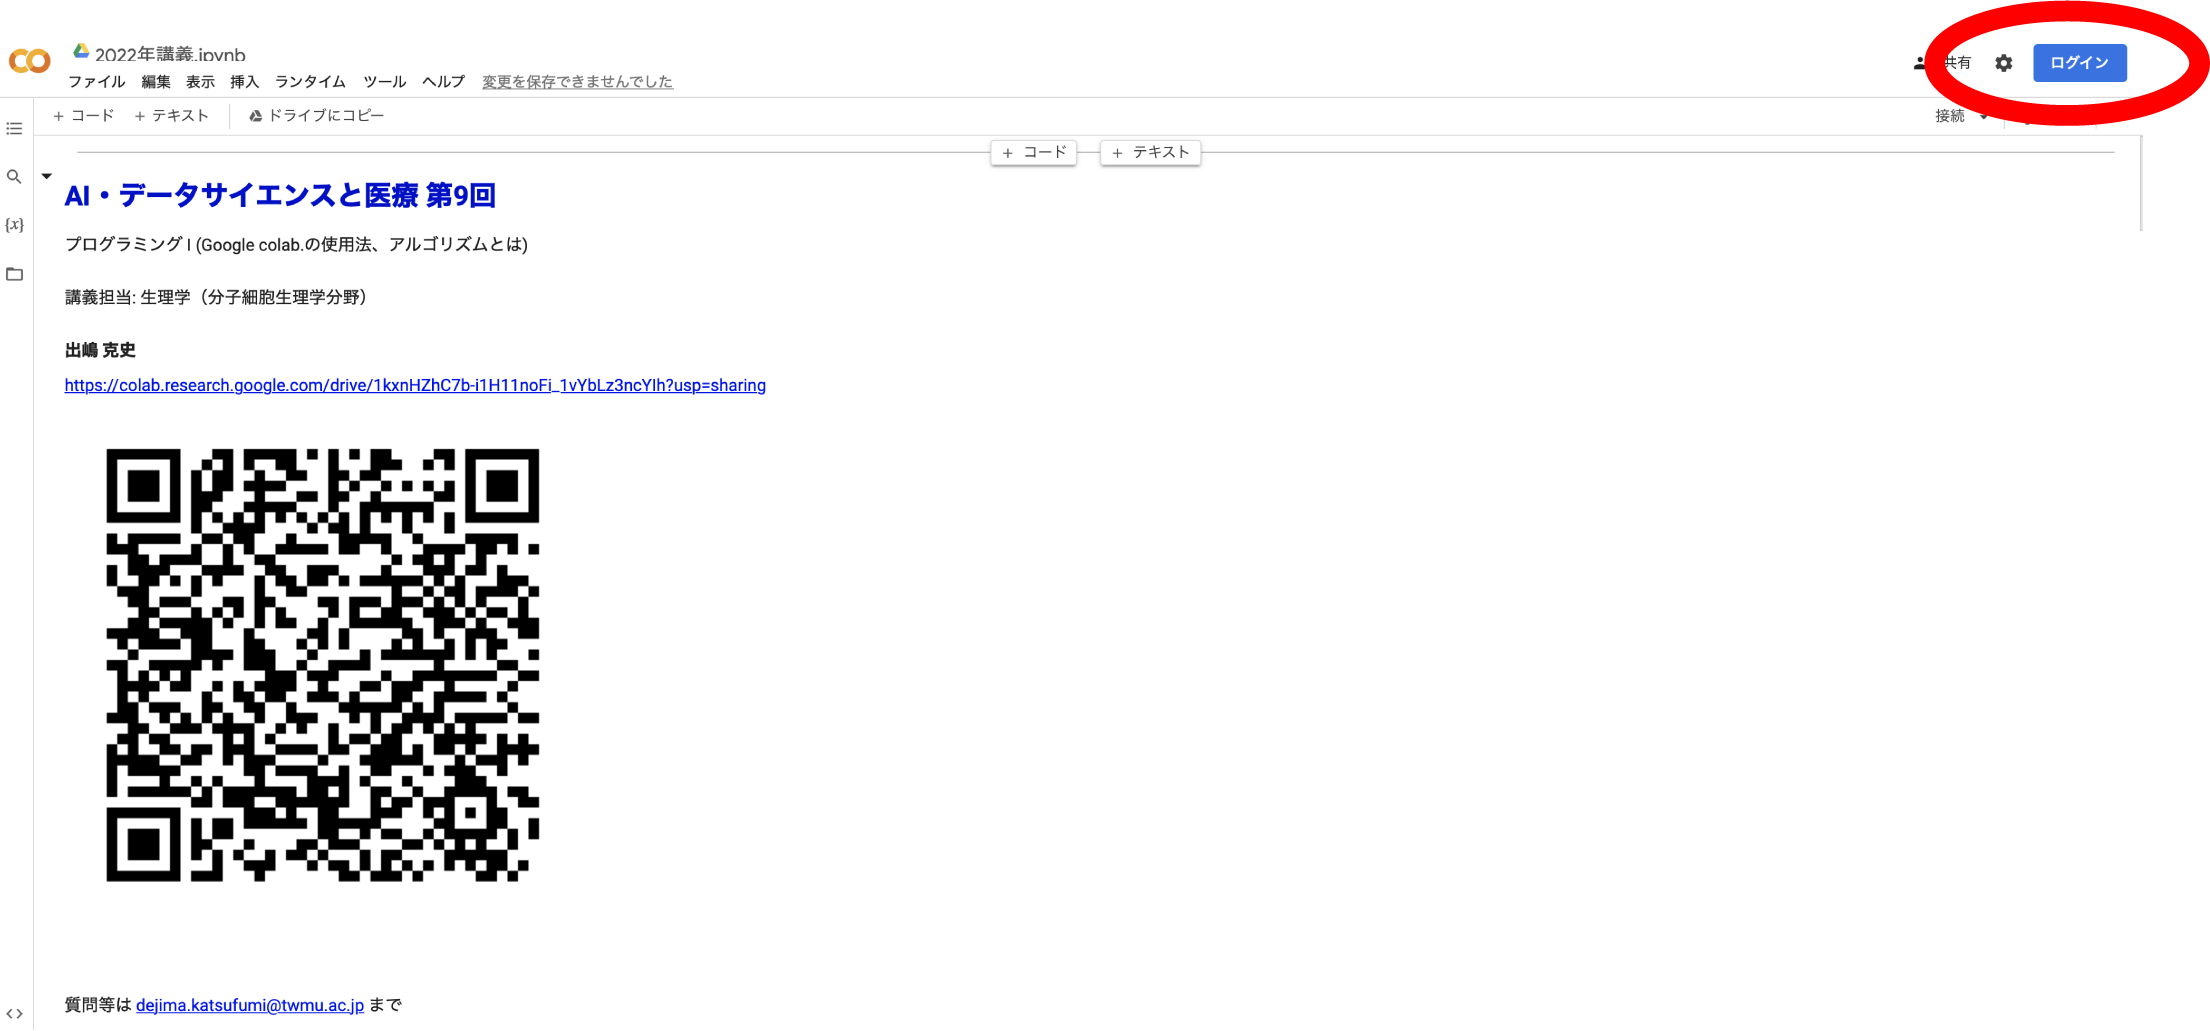 2022年講義.ipynb
ファイル 編集 表示 挿入 ランタイム ツール ヘルプ 変更を保存できませんでした
共有 ログイン
+ コード + テキスト ドライブにコピー
接続
+ コード + テキスト
AI・データサイエンスと医療 第9回
プログラミング I (Google colab.の使用法、アルゴリズムとは)
講義担当: 生理学（分子細胞生理学分野）
出嶋 克史
https://colab.research.google.com/drive/1kxnHZhC7b-i1H11noFj_1vYbLz3ncYIh?usp=sharing
{x}
質問等は dejima.katsufumi@twmu.ac.jp まで